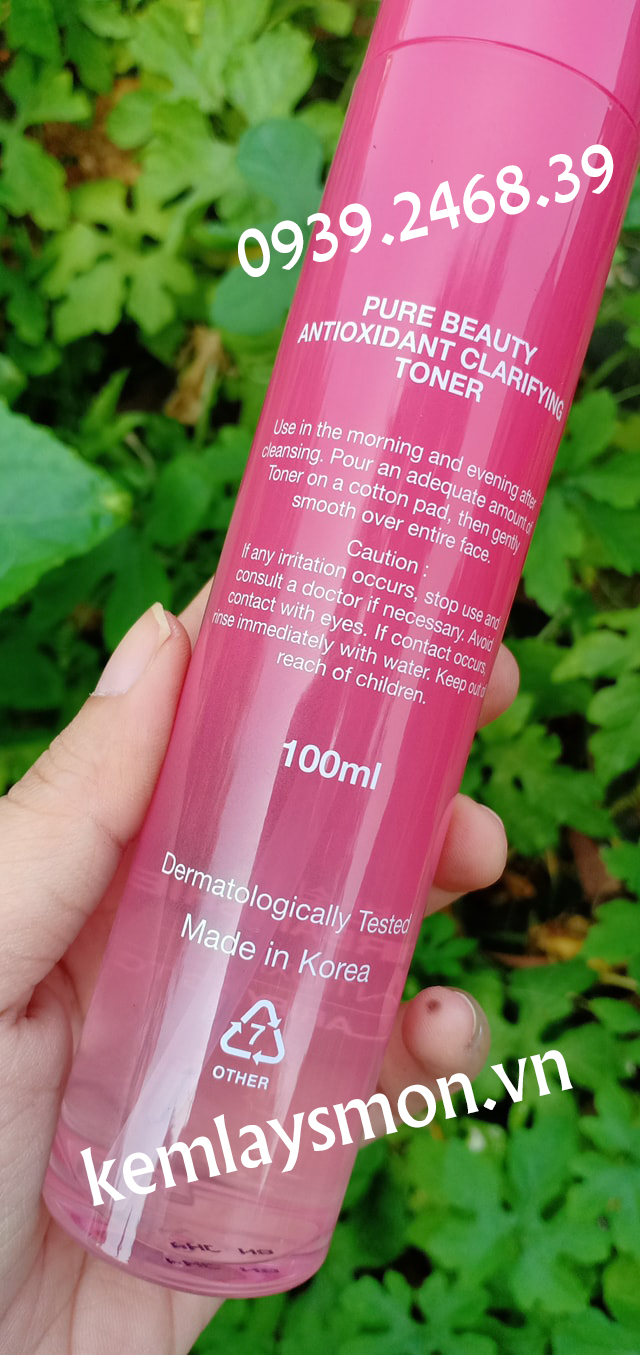 0939.2468.39
PURE BEAUTY
ANTIOXIDANT CLARIFYING
TONER
Use in the morning and evening after
cleansing. Pour an adequate amount of
Toner on a cotton pad, then gently
smooth over entire face.
Caution :
If any irritation occurs, stop use and
consult a doctor if necessary. Avoid
contact with eyes. If contact occurs,
rinse immediately with water. Keep out of
reach of children.
100ml
Dermatologically Tested
Made in Korea
7
OTHER
kemlaysmon.vn